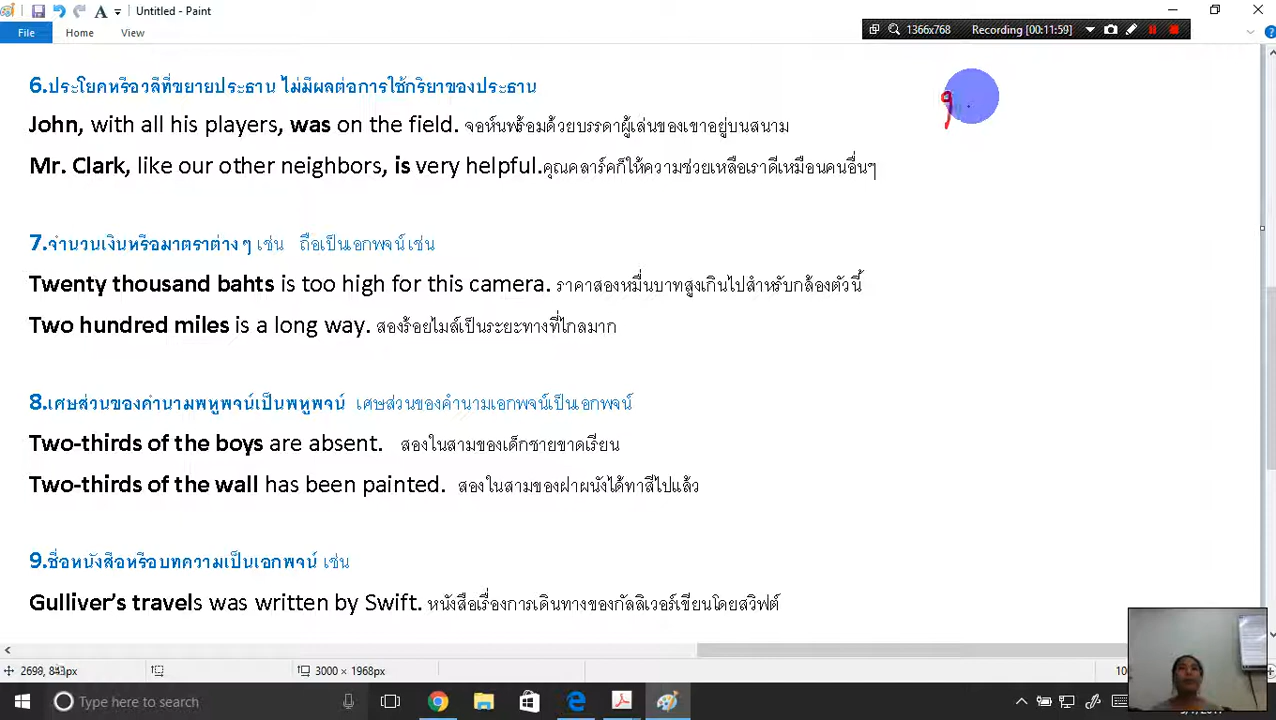 Untitled - Paint
File Home View
1366x768 Recording [00:11:59]
6.ประโยคหรือวลีที่ขยายประธาน ไม่มีผลต่อการใช้กริยาของประธาน
John, with all his players, was on the field. จอห์นพร้อมด้วยบรรดาผู้เล่นของเขาอยู่บนสนาม
Mr. Clark, like our other neighbors, is very helpful.คุณคลาร์คก็ให้ความช่วยเหลือเราดีเหมือนคนอื่นๆ
7.จำนวนเงินหรือมาตราต่างๆ เช่น ถือเป็นเอกพจน์ เช่น
Twenty thousand bahts is too high for this camera. ราคาสองหมื่นบาทสูงเกินไปสำหรับกล้องตัวนี้
Two hundred miles is a long way. สองร้อยไมล์เป็นระยะทางที่ไกลมาก
8.เศษส่วนของคำนามพหูพจน์เป็นพหูพจน์ เศษส่วนของคำนามเอกพจน์เป็นเอกพจน์
Two-thirds of the boys are absent. สองในสามของเด็กชายขาดเรียน
Two-thirds of the wall has been painted. สองในสามของฝาผนังได้ทาสีไปแล้ว
9.ชื่อหนังสือหรือบทความเป็นเอกพจน์ เช่น
Gulliver's travels was written by Swift. หนังสือเรื่องการเดินทางของกัลลิเวอร์เขียนโดยสวิฟต์
3000 × 1968px
Type here to search